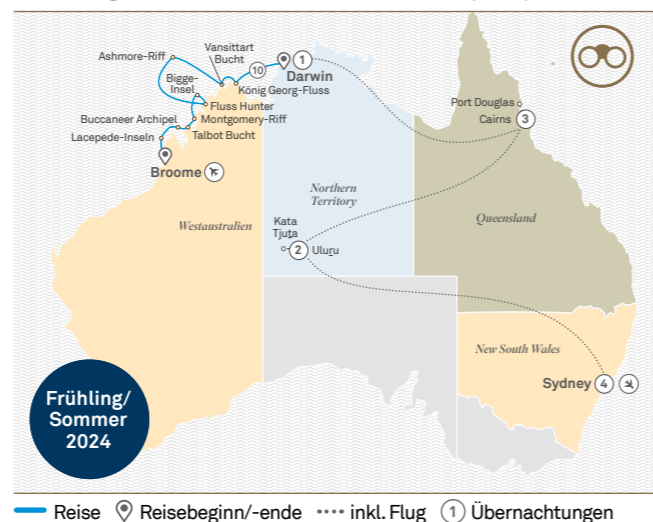 Ashmore-Riff
Vansittart
Bucht
10
1
Darwin
König Georg-Fluss
Bigge-
Insel
Fluss Hunter
Montgomery-Riff
Buccaneer Archipel
Talbot Bucht
Lacepede-Inseln
Broome
Port Douglas
Cairns
3
Northern
Territory
Westaustralien
Queensland
Kata
Tjuṯa
2
Uluṟu
New South Wales
Sydney
4
Frühling/
Sommer
2024
Reise
Reisebeginn/-ende
inkl. Flug
1
Übernachtungen